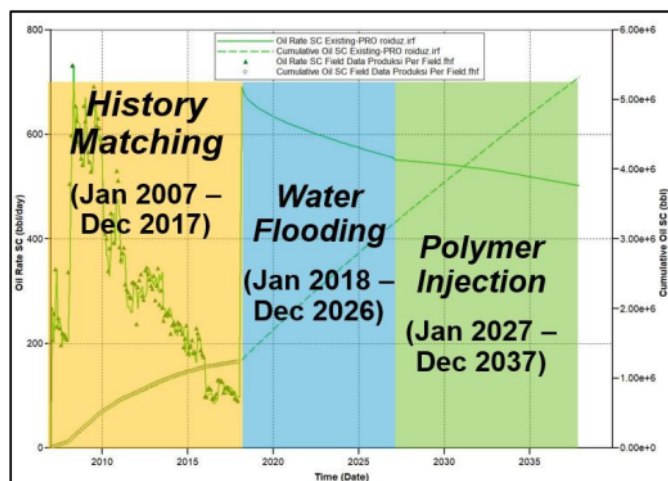 Oil Rate SC Existing-PRO roiduz.irf
Cumulative Oil SC Existing-PRO roiduz.irf
Oil Rate SC Field Data Produksi Per Field.fhf
Cumulative Oil SC Field Data Produksi Per Field.fhf
800
600
400
200
0
Oil Rate SC (bbl/day)
History
Matching
(Jan 2007 –
Dec 2017)
Water
Flooding
(Jan 2018 –
Dec 2026)
Polymer
Injection
(Jan 2027 –
Dec 2037)
6.00e+6
5.00e+6
4.00e+6
3.00e+6
2.00e+6
1.00e+6
0.00e+0
Cumulative Oil SC (bbl)
2010
2015
2020
2025
2030
2035
Time (Date)